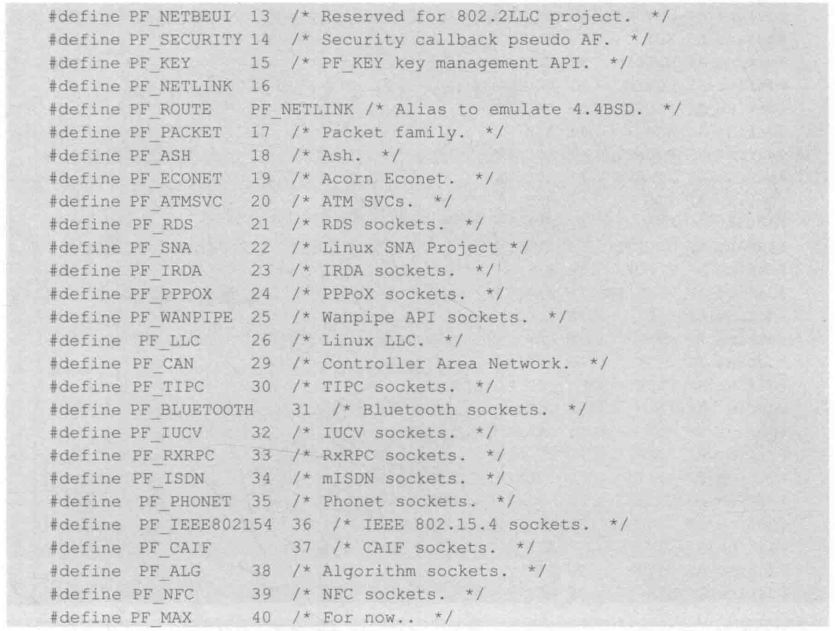 #define PF_NETBEUI 13 /* Reserved for 802.2LLC project. */
#define PF_SECURITY 14 /* Security callback pseudo AF. */
#define PF_KEY 15 /* PF_KEY key management API. */
#define PF_NETLINK 16
#define PF_ROUTE PF_NETLINK /* Alias to emulate 4.4BSD. */
#define PF_PACKET 17 /* Packet family. */
#define PF_ASH 18 /* Ash. */
#define PF_ECONET 19 /* Acorn Econet. */
#define PF_ATMSVC 20 /* ATM SVCs. */
#define PF_RDS 21 /* RDS sockets. */
#define PF_SNA 22 /* Linux SNA Project */
#define PF_IRDA 23 /* IRDA sockets. */
#define PF_PPPOX 24 /* PPPoX sockets. */
#define PF_WANPIPE 25 /* Wanpipe API sockets. */
#define PF_LLC 26 /* Linux LLC. */
#define PF_CAN 29 /* Controller Area Network. */
#define PF_TIPC 30 /* TIPC sockets. */
#define PF_BLUETOOTH 31 /* Bluetooth sockets. */
#define PF_IUCV 32 /* IUCV sockets. */
#define PF_RXRPC 33 /* RxRPC sockets. */
#define PF_ISDN 34 /* mISDN sockets. */
#define PF_PHONET 35 /* Phonet sockets. */
#define PF_IEEE802154 36 /* IEEE 802.15.4 sockets. */
#define PF_CAIF 37 /* CAIF sockets. */
#define PF_ALG 38 /* Algorithm sockets. */
#define PF_NFC 39 /* NFC sockets. */
#define PF_MAX 40 /* For now.. */